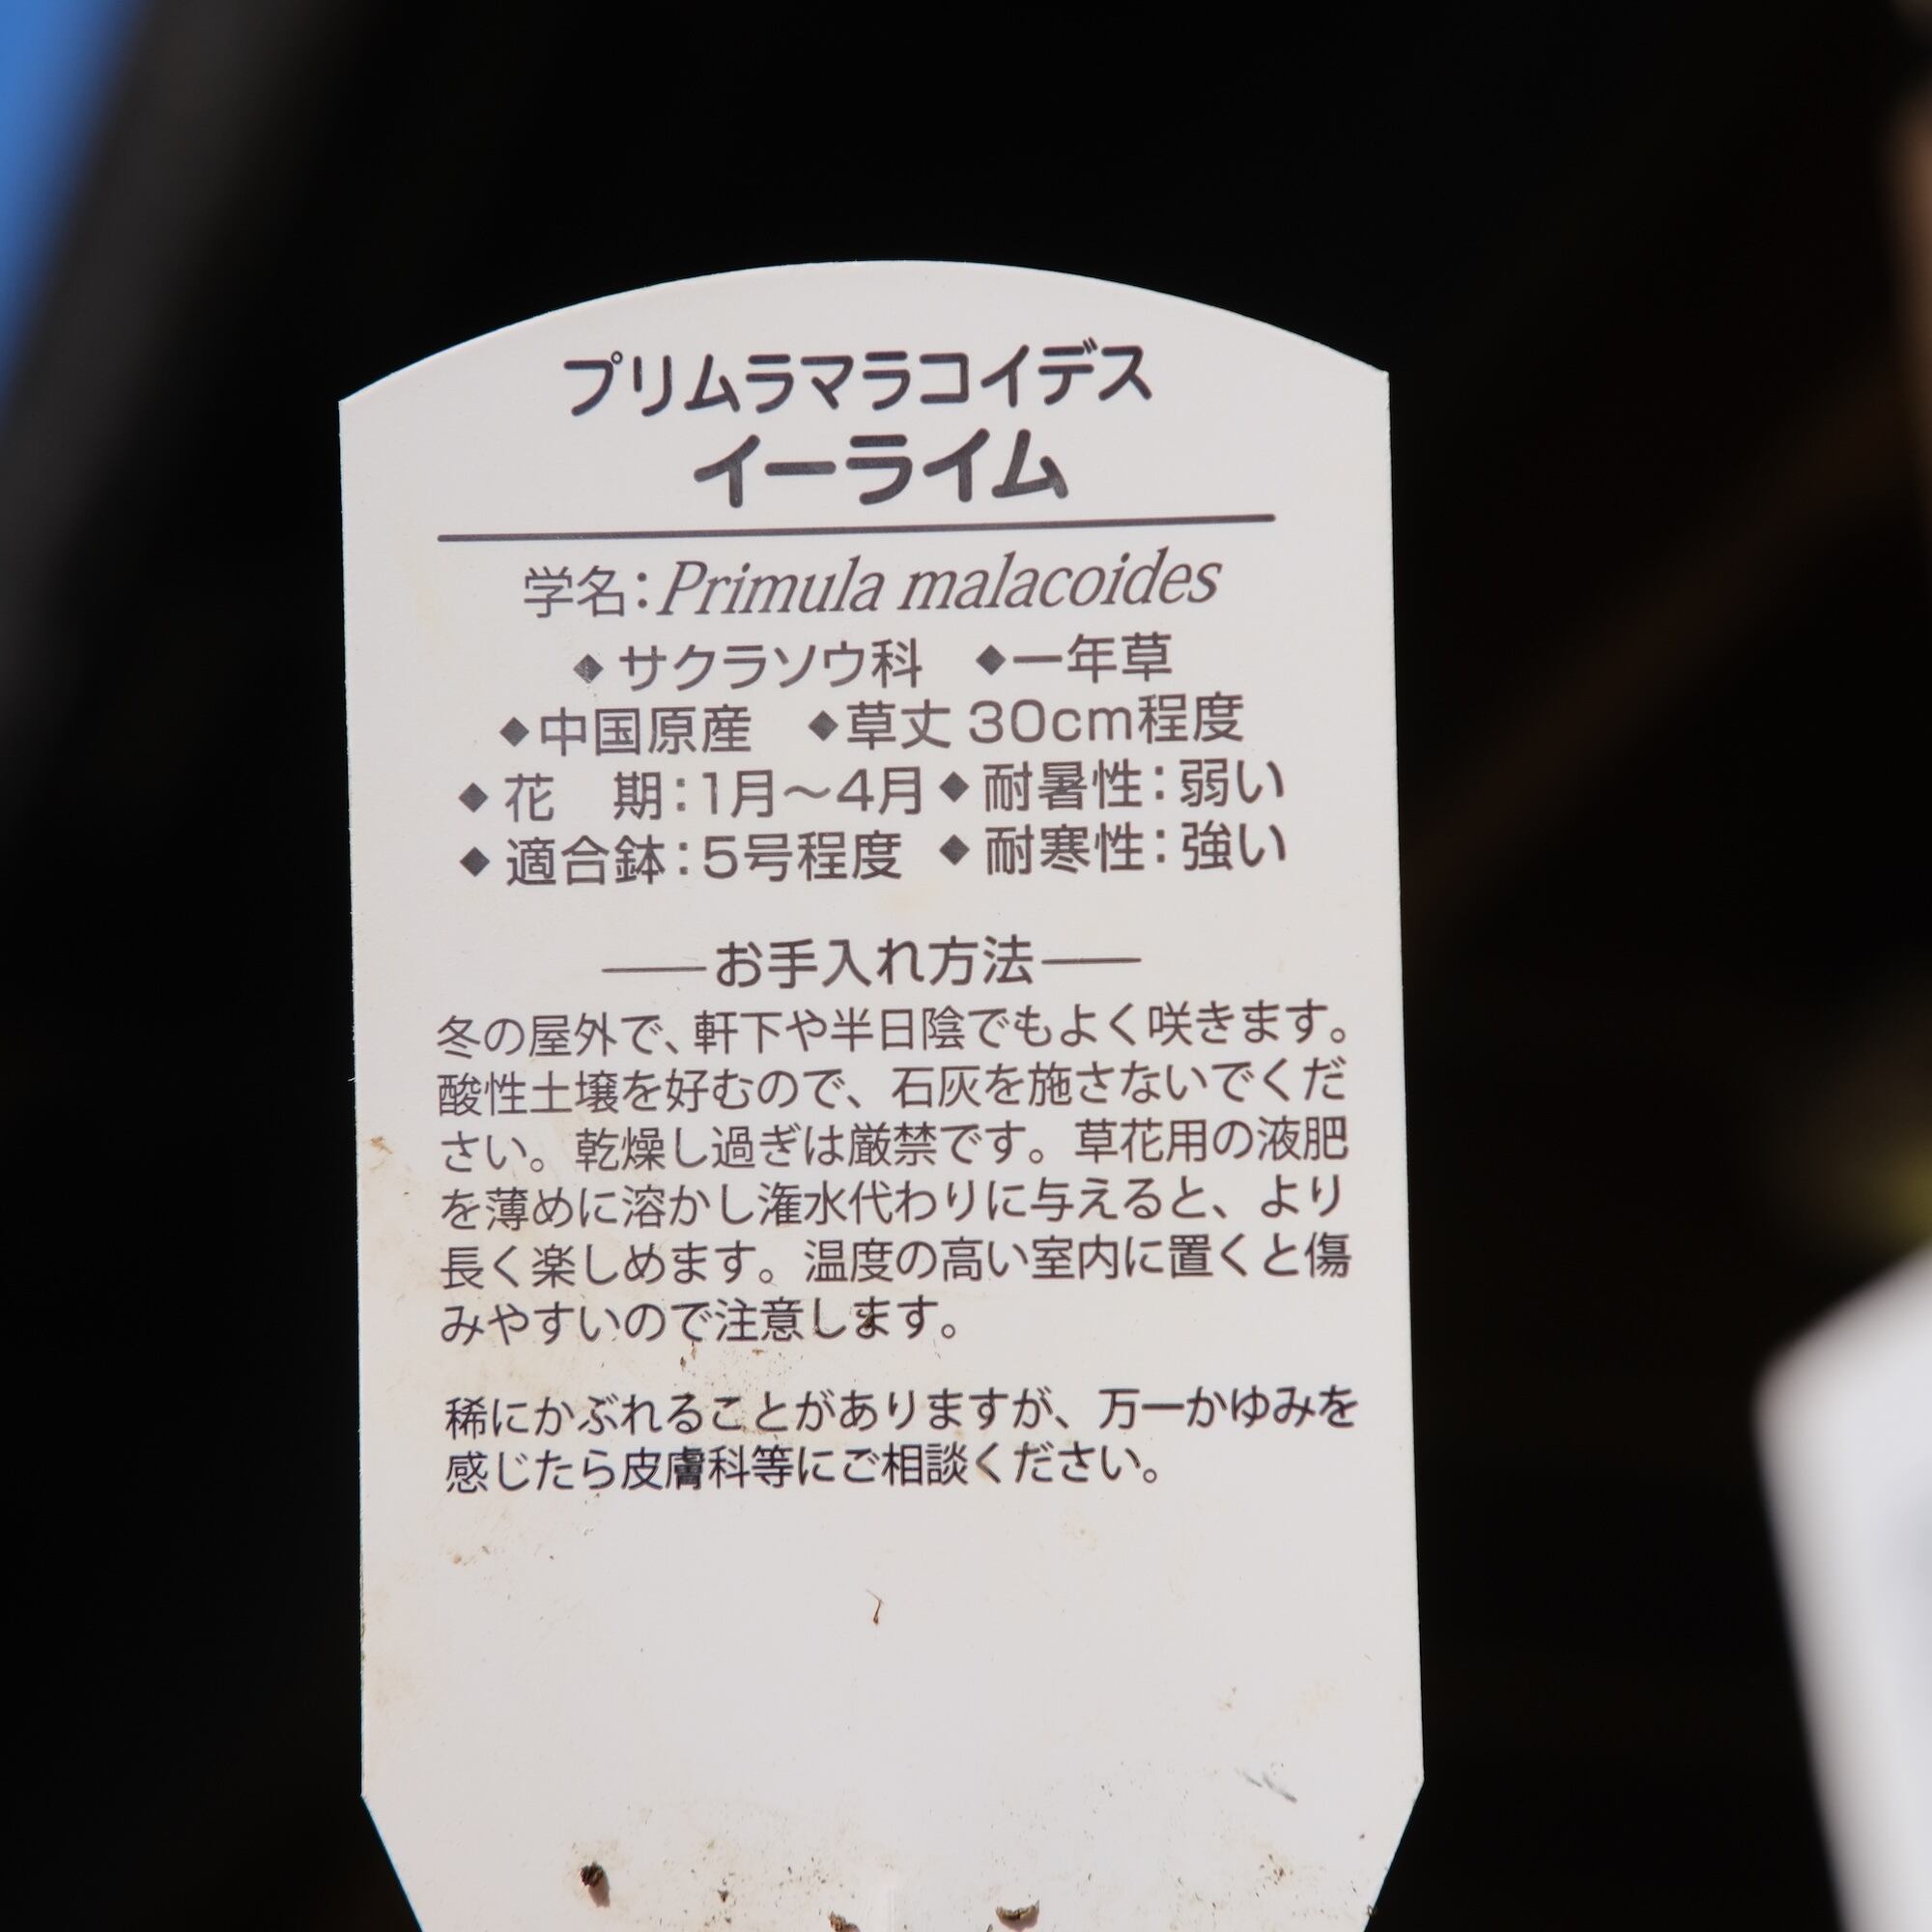 プリムラマラコイデス
イーライム
学名：Primula malacoides
◆サクラソウ科　◆一年草
◆中国原産　◆草丈 30cm程度
◆花　期：1月～4月◆耐暑性：弱い
◆適合鉢：5号程度　◆耐寒性：強い
――お手入れ方法――
冬の屋外で、軒下や半日陰でもよく咲きます。
酸性土壌を好むので、石灰を施さないでくだ
さい。乾燥し過ぎは厳禁です。草花用の液肥
を薄めに溶かし潅水代わりに与えると、より
長く楽しめます。温度の高い室内に置くと傷
みやすいので注意します。
稀にかぶれることがありますが、万一かゆみを
感じたら皮膚科等にご相談ください。